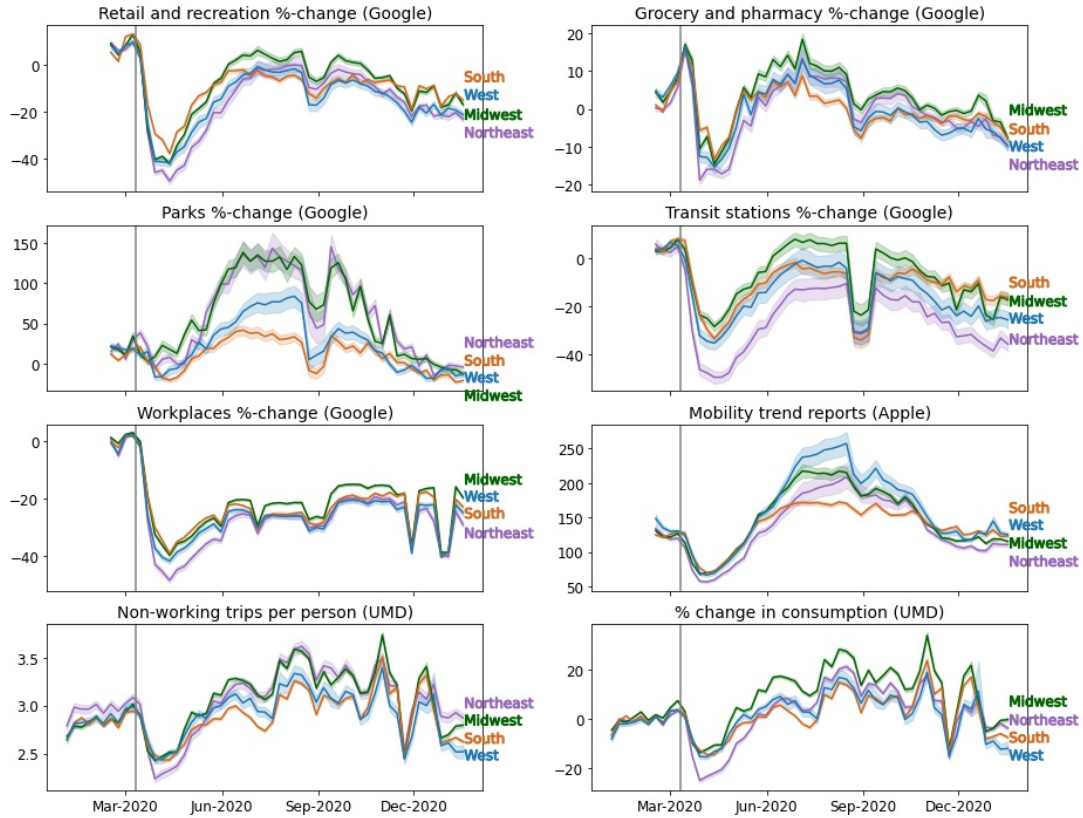 Retail and recreation %-change (Google)
0
−20
−40
South
West
Midwest
Northeast
Grocery and pharmacy %-change (Google)
20
10
0
−10
−20
Midwest
South
West
Northeast
Parks %-change (Google)
150
100
50
0
Northeast
South
West
Midwest
Transit stations %-change (Google)
0
−20
−40
South
Midwest
West
Northeast
Workplaces %-change (Google)
0
−20
−40
Midwest
West
South
Northeast
Mobility trend reports (Apple)
250
200
150
100
50
South
West
Midwest
Northeast
Non-working trips per person (UMD)
3.5
3.0
2.5
Northeast
Midwest
South
West
Mar-2020 Jun-2020 Sep-2020 Dec-2020
% change in consumption (UMD)
20
0
−20
Midwest
Northeast
South
West
Mar-2020 Jun-2020 Sep-2020 Dec-2020